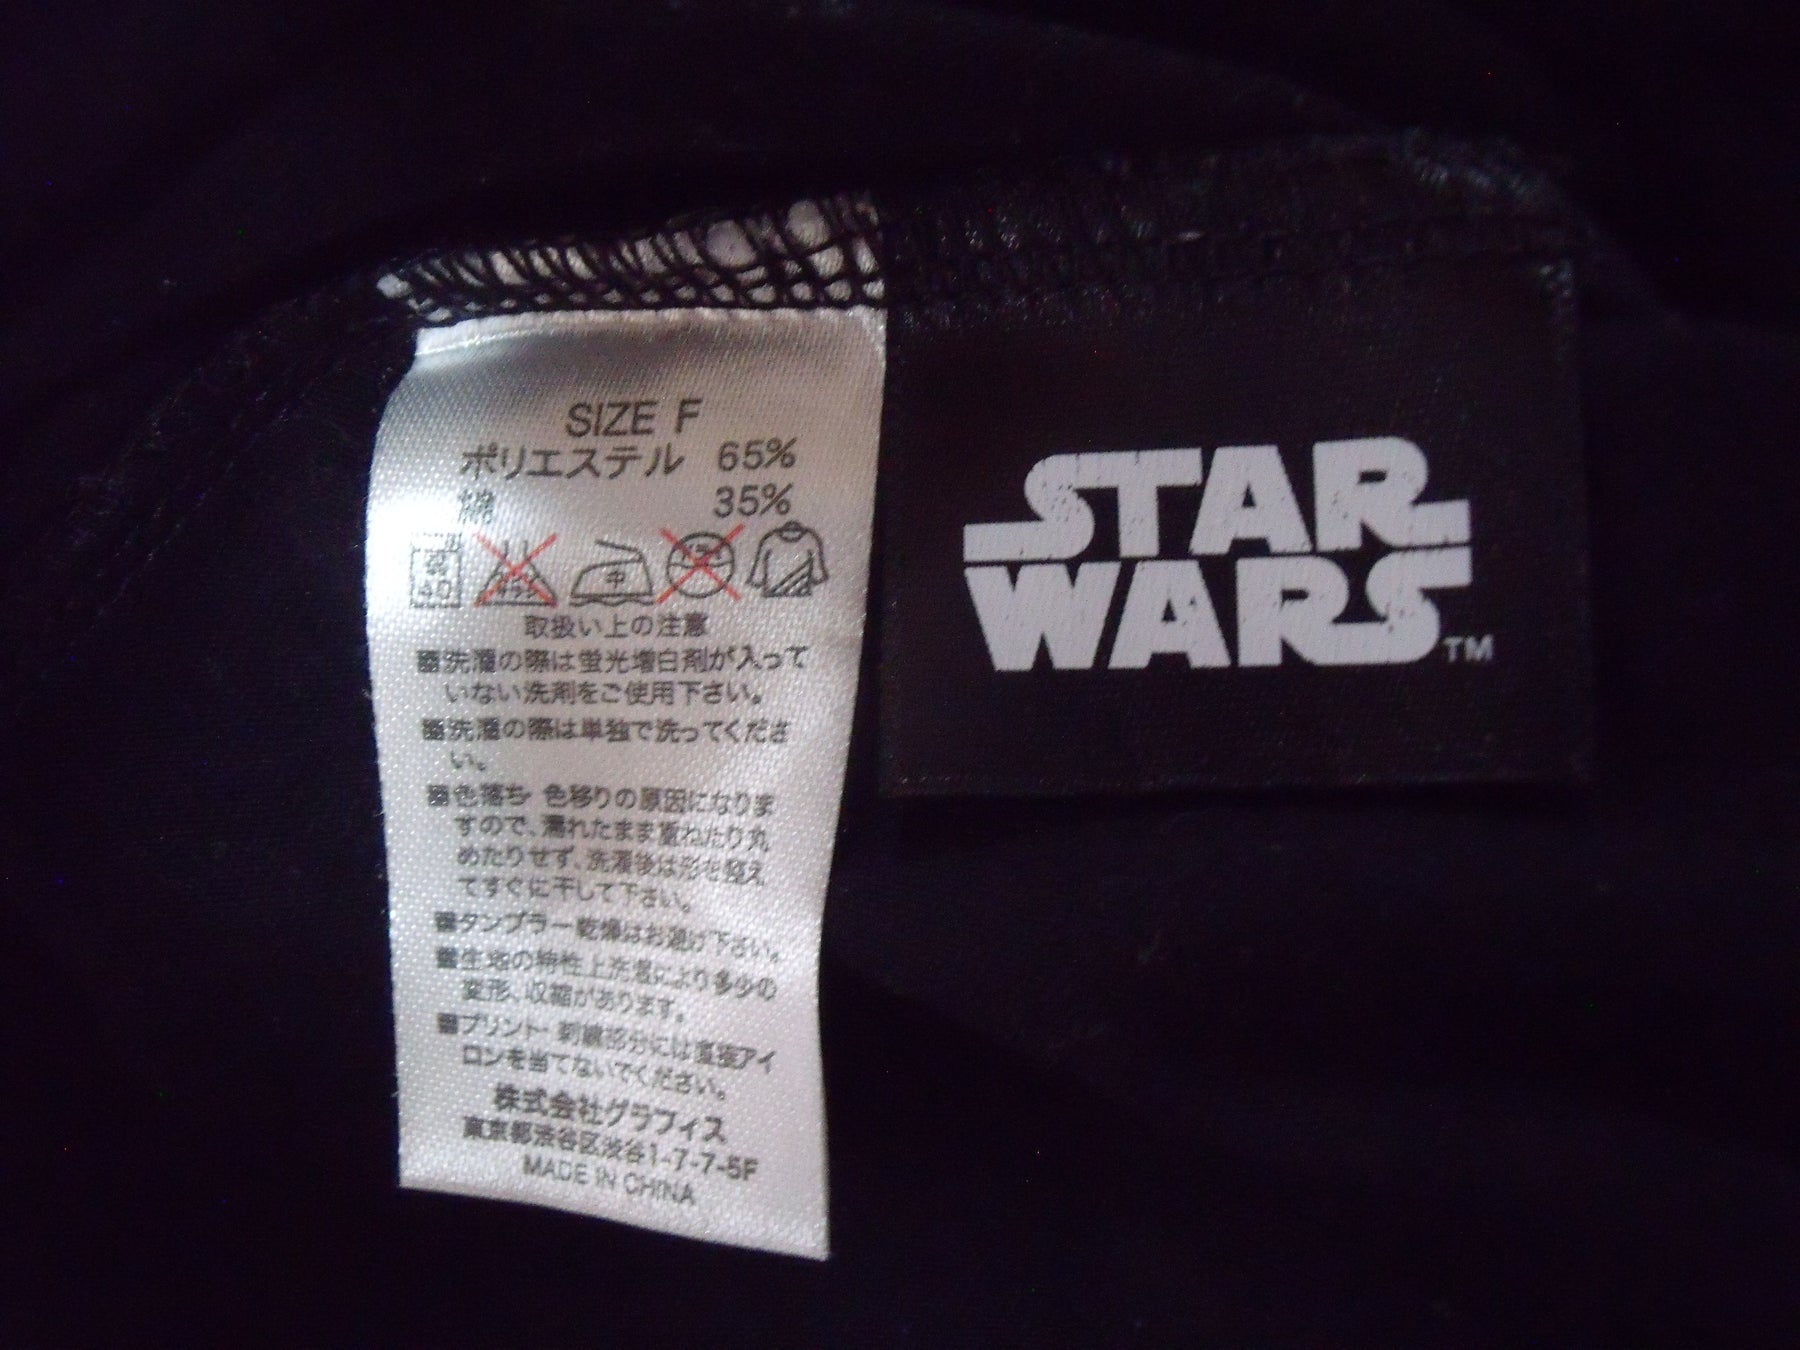 SIZE F
ポリエステル 65%
綿 35%
中
取扱い上の注意
■洗濯の際は蛍光増白剤が入って
いない洗剤をご使用下さい。
■洗濯の際は単独で洗ってくださ
い。
■色落ち・色移りの原因になりま
すので、濡れたまま重ねたり丸
めたりせず、洗濯後は形を整え
てすぐに干して下さい。
■タンブラー乾燥はお避け下さい。
■生地の特性上洗濯により多少の
変形、収縮があります。
■プリント・刺繍部分には直接アイ
ロンを当てないでください。
株式会社グラフィス
東京都渋谷区渋谷1-7-7-5F
MADE IN CHINA
STAR
WARS TM